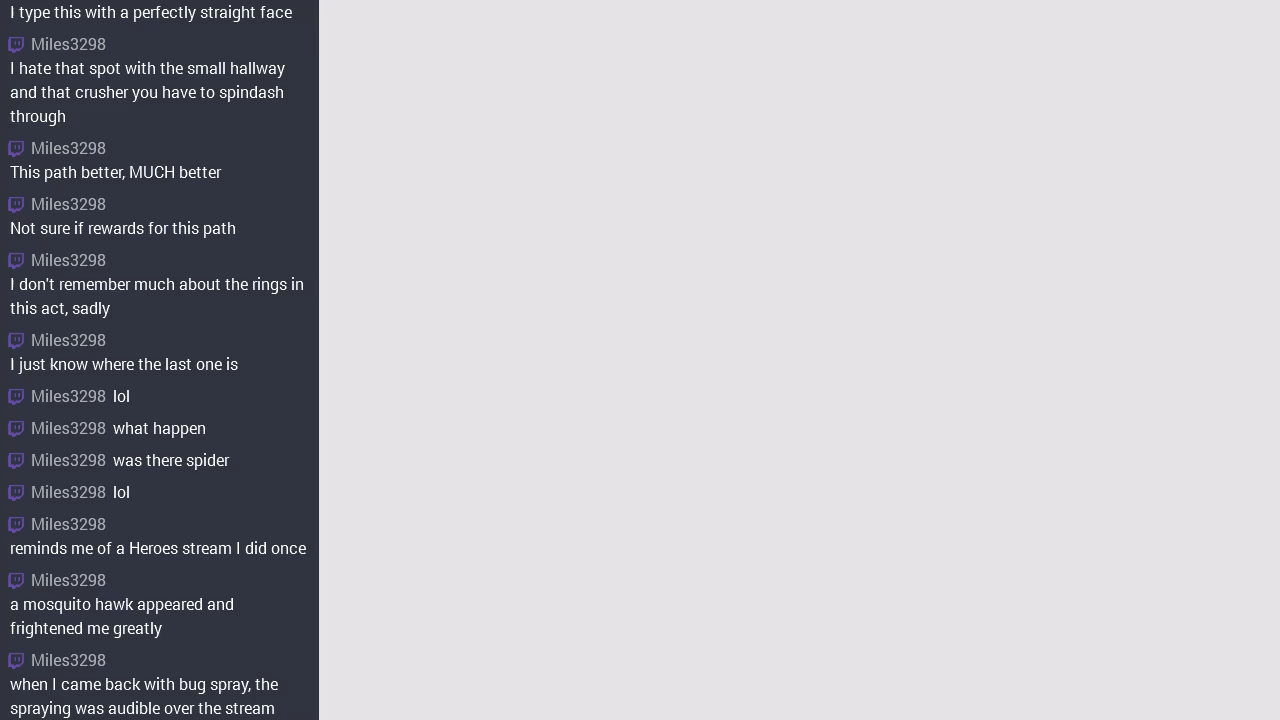 I type this with a perfectly straight face
Miles3298
I hate that spot with the small hallway
and that crusher you have to spindash
through
Miles3298
This path better, MUCH better
Miles3298
Not sure if rewards for this path
Miles3298
I don't remember much about the rings in
this act, sadly
Miles3298
I just know where the last one is
Miles3298 lol
Miles3298 what happen
Miles3298 was there spider
Miles3298 lol
Miles3298
reminds me of a Heroes stream I did once
Miles3298
a mosquito hawk appeared and
frightened me greatly
Miles3298
when I came back with bug spray, the
spraying was audible over the stream